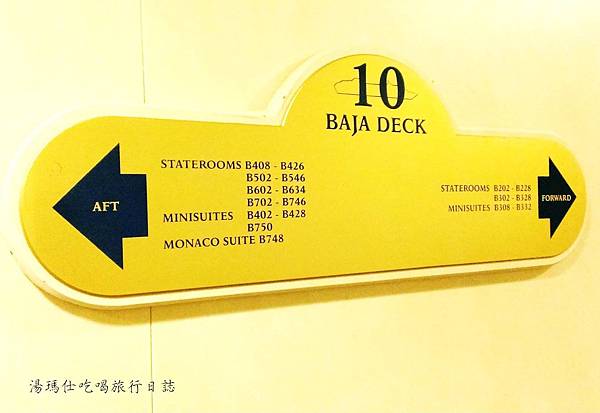 10
BAJA DECK
AFT
STATEROOMS B408 - B426
B502 - B546
B602 - B634
B702 - B746
MINISUITES B402 - B428
B750
MONACO SUITE B748
STATEROOMS B202 - B228
B302 - B328
MINISUITES B308 - B332
FORWARD
湯瑪仕吃喝旅行日誌